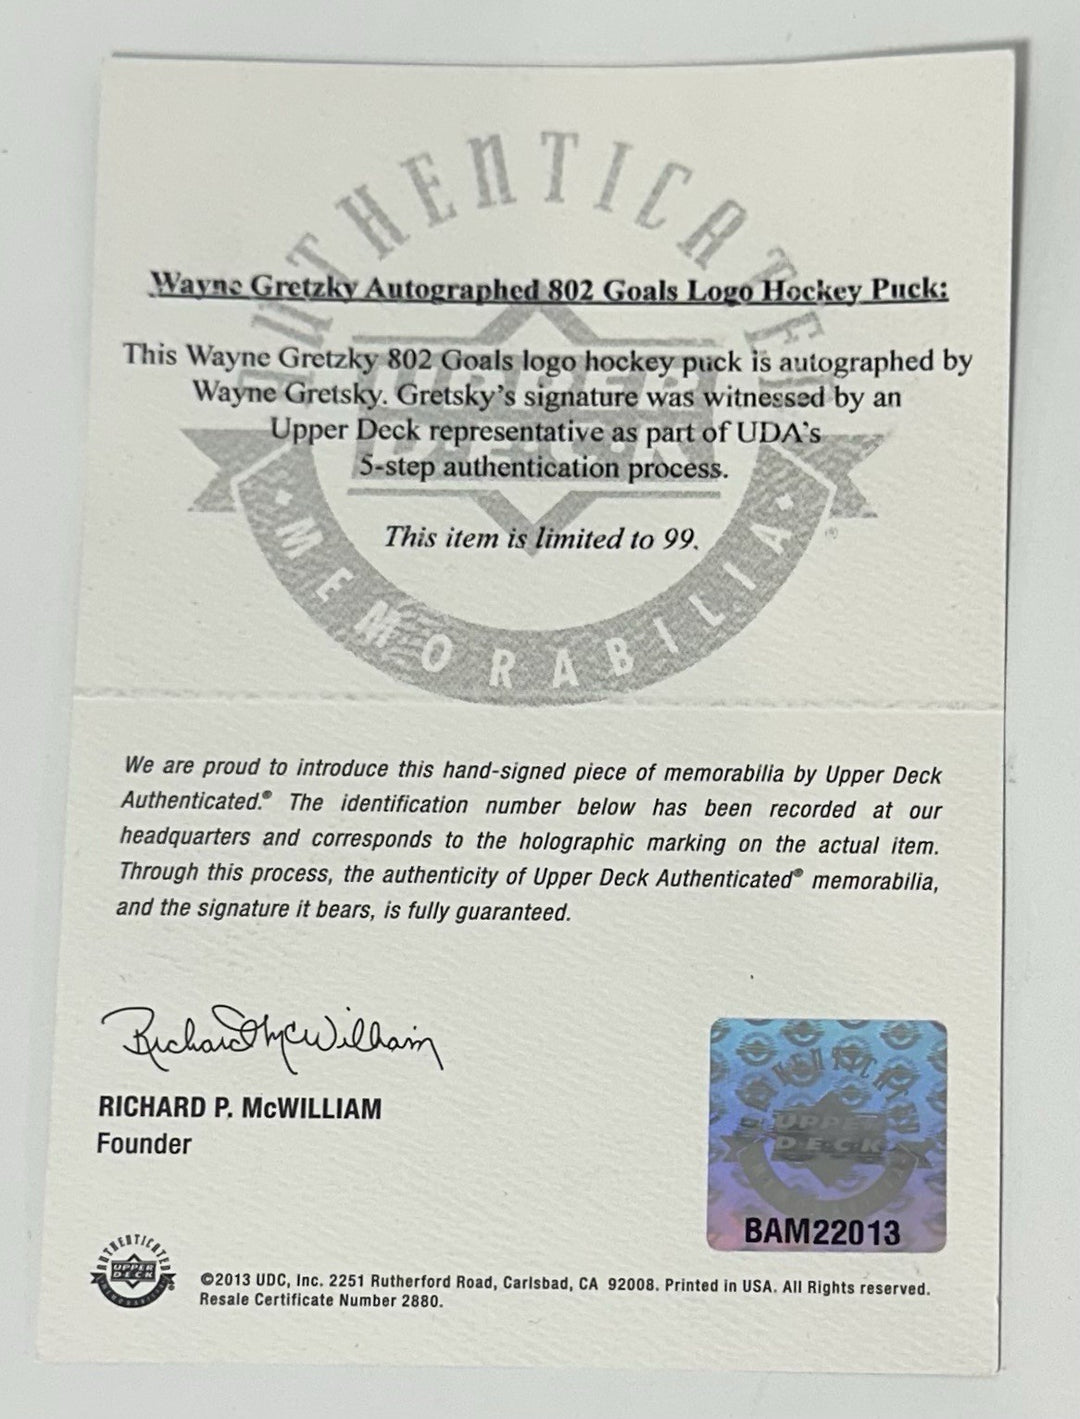 AUTHENTICATED
UPPER
D·E·C·K
MEMORABILIA
Wayne Gretzky Autographed 802 Goals Logo Hockey Puck:
This Wayne Gretzky 802 Goals logo hockey puck is autographed by
Wayne Gretsky. Gretsky's signature was witnessed by an
Upper Deck representative as part of UDA's
5-step authentication process.
This item is limited to 99.
We are proud to introduce this hand-signed piece of memorabilia by Upper Deck
Authenticated.® The identification number below has been recorded at our
headquarters and corresponds to the holographic marking on the actual item.
Through this process, the authenticity of Upper Deck Authenticated® memorabilia,
and the signature it bears, is fully guaranteed.
Richard McWilliam
RICHARD P. McWILLIAM
Founder
UPPER
D·E·C·K
BAM22013
AUTHENTICATED
UPPER
D·E·C·K
MEMORABILIA
©2013 UDC, Inc. 2251 Rutherford Road, Carlsbad, CA 92008. Printed in USA. All Rights reserved.
Resale Certificate Number 2880.